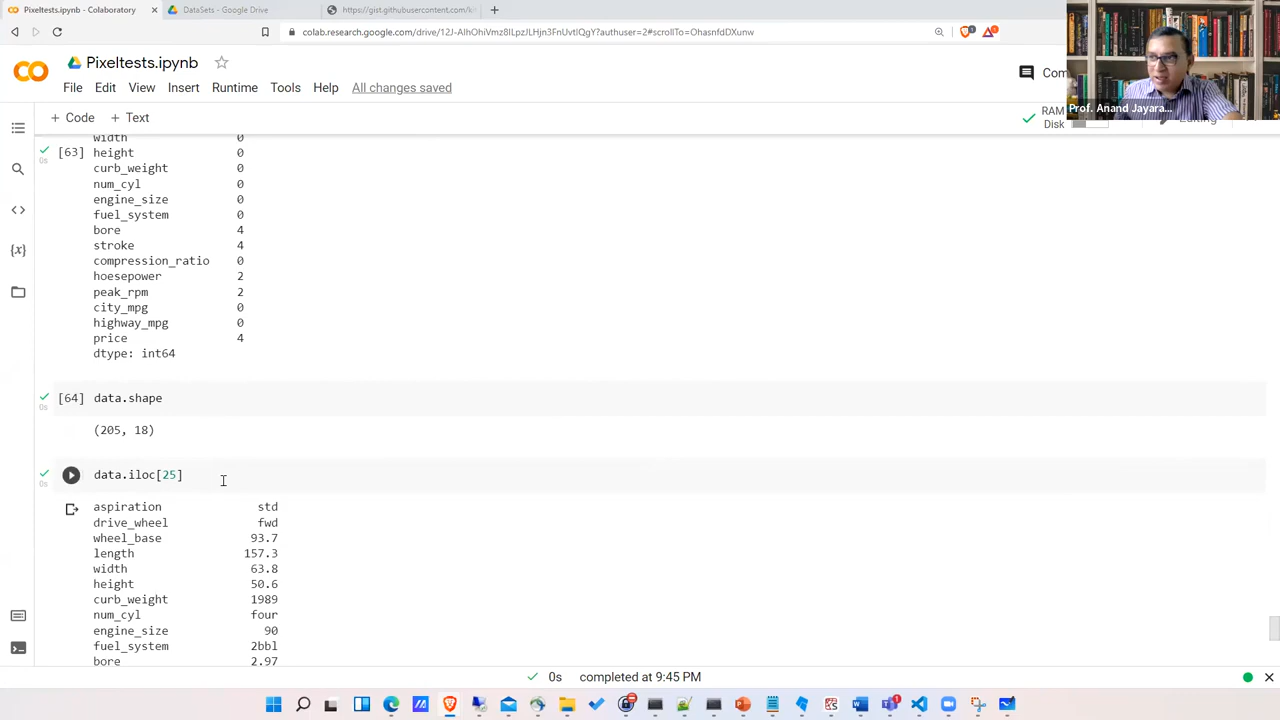 Pixeltests.ipynb - Colaboratory
DataSets - Google Drive
https://gist.githubusercontent.com/k
colab.research.google.com/drive/12J-AlhOhiVmz8ILpzJLHjn3FnUvtlQgY?authuser=2#scrollTo=OhasnfdDXunw
Pixeltests.ipynb
Com
File Edit View Insert Runtime Tools Help All changes saved
Prof. Anand Jayara...
+ Code + Text
RAM
Disk
Editing
width 0
[63] height 0
0s
curb_weight 0
num_cyl 0
engine_size 0
fuel_system 0
bore 4
stroke 4
compression_ratio 0
hoesepower 2
peak_rpm 2
city_mpg 0
highway_mpg 0
price 4
dtype: int64
[64] data.shape
0s
(205, 18)
data.iloc[25]
0s
aspiration std
drive_wheel fwd
wheel_base 93.7
length 157.3
width 63.8
height 50.6
curb_weight 1989
num_cyl four
engine_size 90
fuel_system 2bbl
bore 2.97
0s completed at 9:45 PM